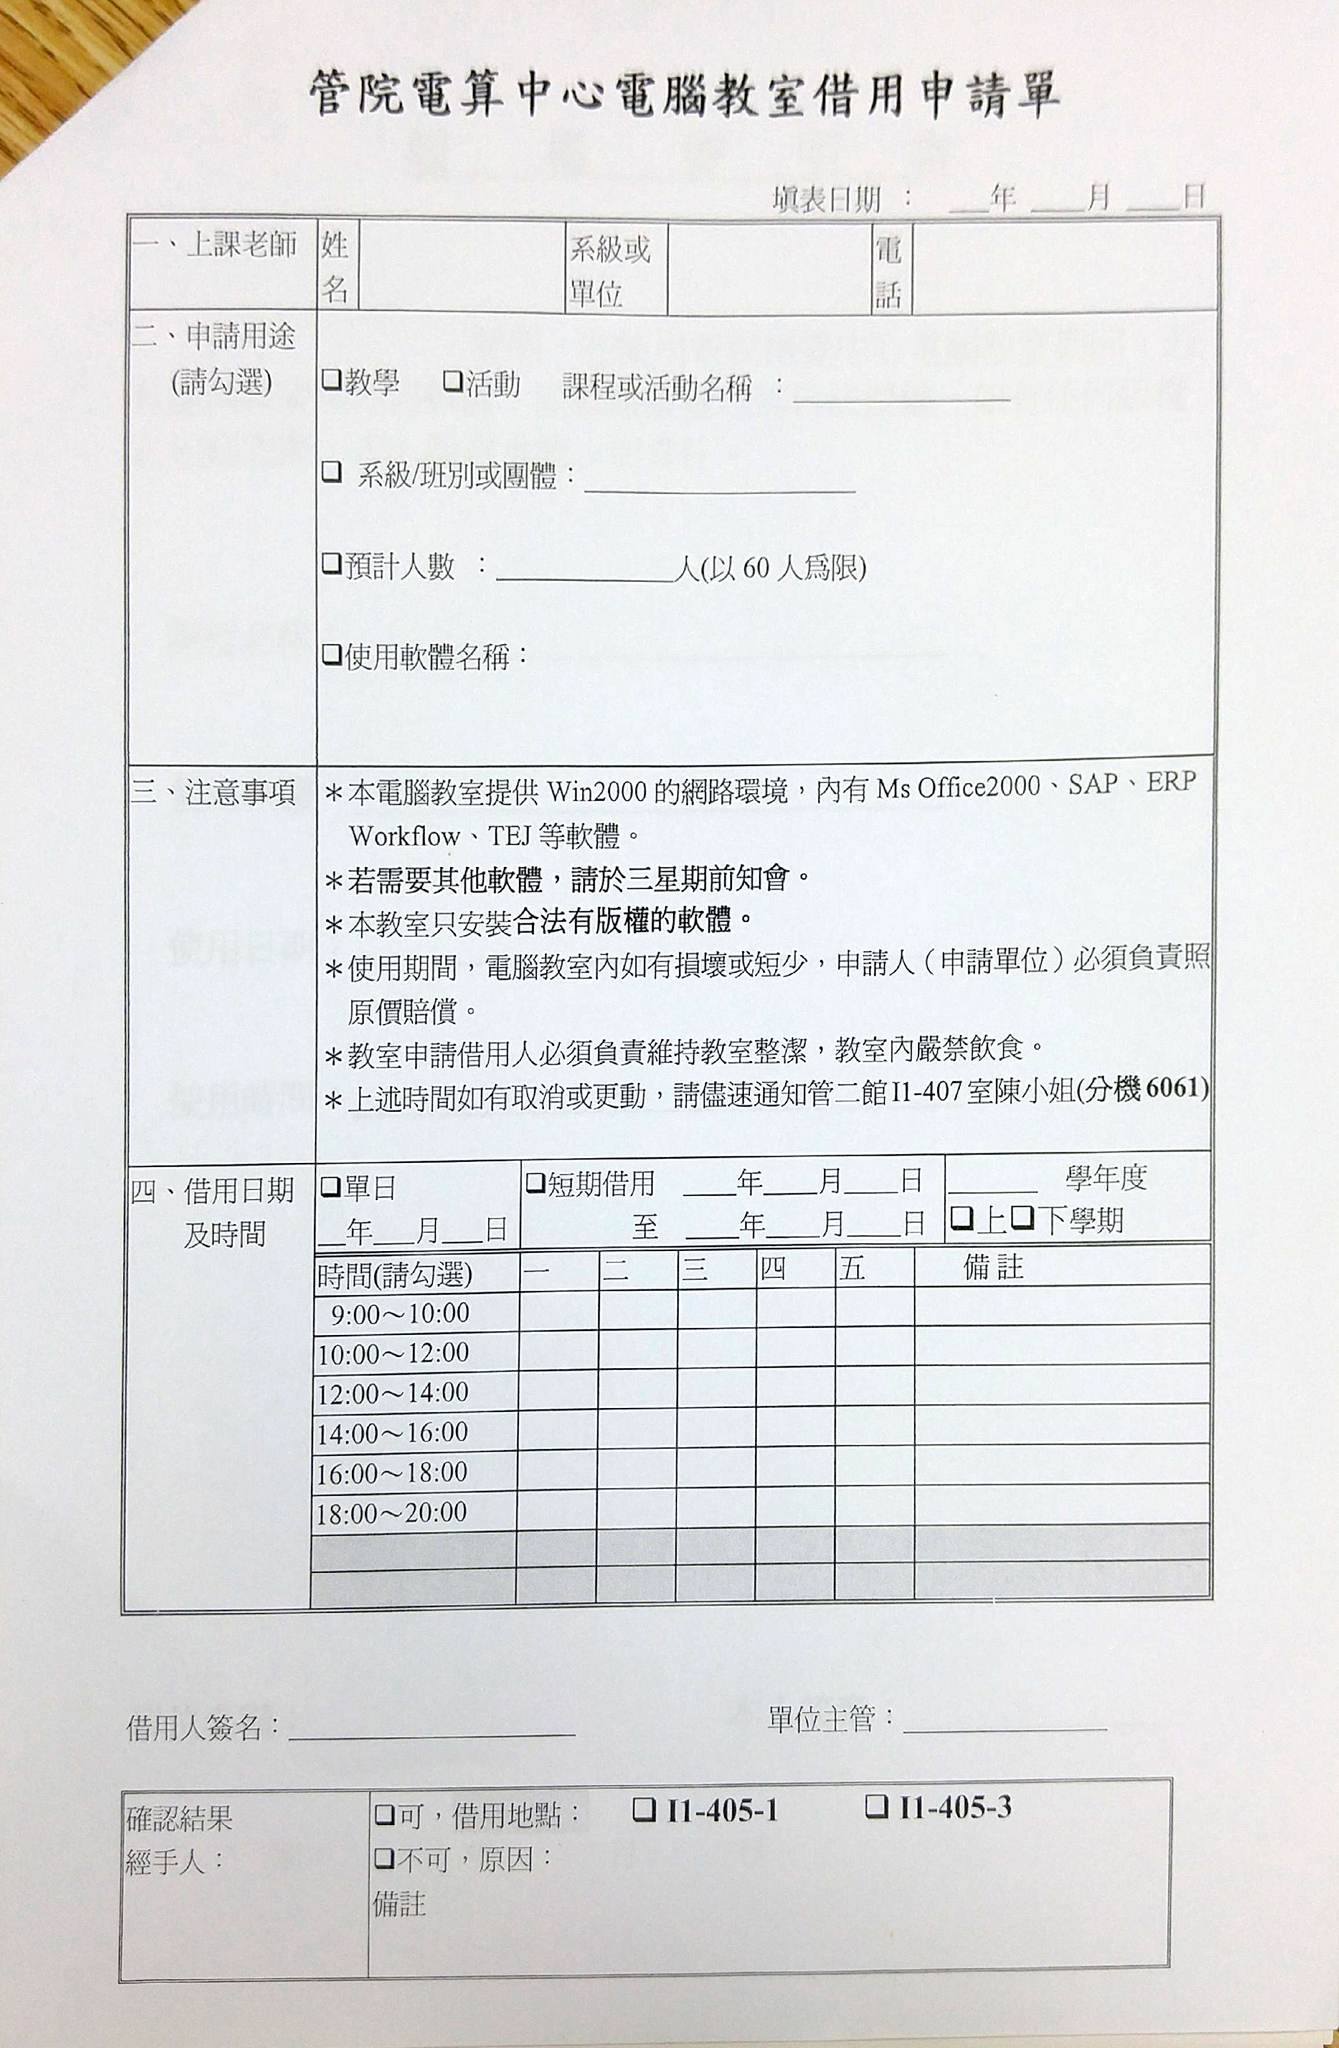 管院電算中心電腦教室借用申請單
填表日期 ： ___年 ___月 ___日
一、上課老師 姓名 系級或單位 電話
二、申請用途
(請勾選)
❑教學 ❑活動 課程或活動名稱 ：_______________
❑ 系級/班別或團體：___________________
❑預計人數 ：_____________人(以 60 人為限)
❑使用軟體名稱：
三、注意事項
＊本電腦教室提供 Win2000 的網路環境，內有 Ms Office2000、SAP、ERP
Workflow、TEJ 等軟體。
＊若需要其他軟體，請於三星期前知會。
＊本教室只安裝合法有版權的軟體。
＊使用期間，電腦教室內如有損壞或短少，申請人（申請單位）必須負責照
原價賠償。
＊教室申請借用人必須負責維持教室整潔，教室內嚴禁飲食。
＊上述時間如有取消或更動，請儘速通知管二館 I1-407 室陳小姐(分機 6061)
四、借用日期
及時間
❑單日
__年___月___日
❑短期借用 ____年____月____日
至 ____年____月____日
_______ 學年度
❑上❑下學期
時間(請勾選) 一 二 三 四 五 備註
9:00～10:00
10:00～12:00
12:00～14:00
14:00～16:00
16:00～18:00
18:00～20:00
借用人簽名：____________________ 單位主管：_______________
確認結果
經手人：
❑可，借用地點： ❑ I1-405-1 ❑ I1-405-3
❑不可，原因：
備註